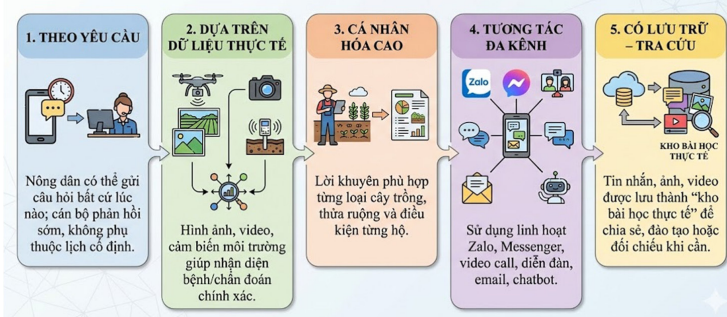 1. THEO YÊU CẦU
Nông dân có thể gửi
câu hỏi bất cứ lúc
nào; cán bộ phản hồi
sớm, không phụ
thuộc lịch cố định.
2. DỰA TRÊN
DỮ LIỆU THỰC TẾ
Hình ảnh, video,
cảm biến môi trường
giúp nhận diện
bệnh/chẩn đoán
chính xác.
3. CÁ NHÂN
HÓA CAO
Lời khuyên phù hợp
từng loại cây trồng,
thửa ruộng và điều
kiện từng hộ.
4. TƯƠNG TÁC
ĐA KÊNH
Zalo
Sử dụng linh hoạt
Zalo, Messenger,
video call, diễn đàn,
email, chatbot.
5. CÓ LƯU TRỮ
– TRA CỨU
KHO BÀI HỌC
THỰC TẾ
Tin nhắn, ảnh, video
được lưu thành “kho
bài học thực tế” để
chia sẻ, đào tạo hoặc
đối chiếu khi cần.